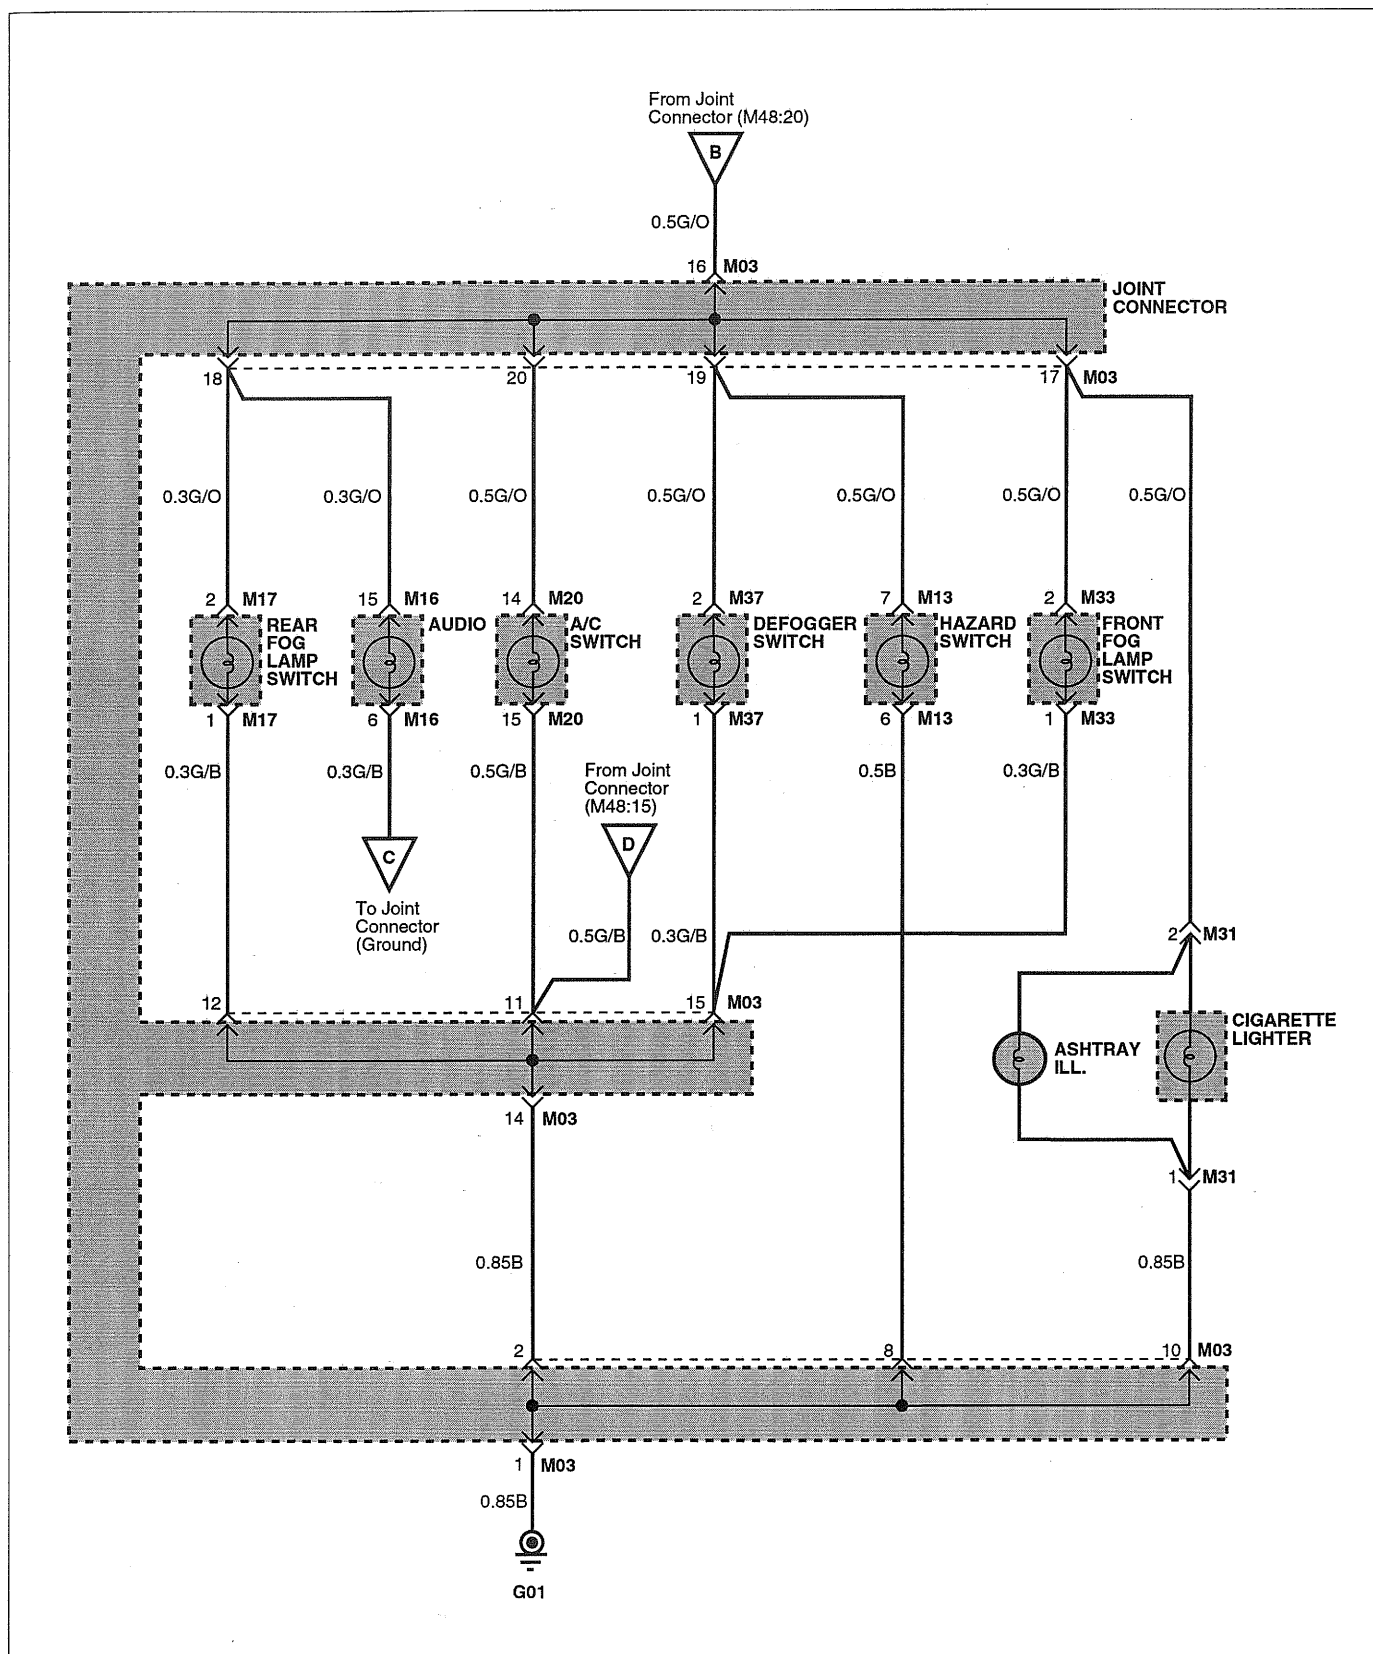 From Joint
Connector (M48:20)
B
0.5G/O
16 M03
JOINT
CONNECTOR
18 20 19 17 M03
0.3G/O 0.3G/O 0.5G/O 0.5G/O 0.5G/O 0.5G/O 0.5G/O
2 M17 15 M16 14 M20 2 M37 7 M13 2 M33
REAR
FOG
LAMP
SWITCH
AUDIO
A/C
SWITCH
DEFOGGER
SWITCH
HAZARD
SWITCH
FRONT
FOG
LAMP
SWITCH
1 M17 6 M16 15 M20 1 M37 6 M13 1 M33
0.3G/B 0.3G/B 0.5G/B 0.5B 0.3G/B
From Joint
Connector
(M48:15)
D
C
To Joint
Connector
(Ground)
0.5G/B 0.3G/B
2 M31
12 11 15 M03
CIGARETTE
LIGHTER
ASHTRAY
ILL.
14 M03
1 M31
0.85B 0.85B
2 8 10 M03
1 M03
0.85B
G01